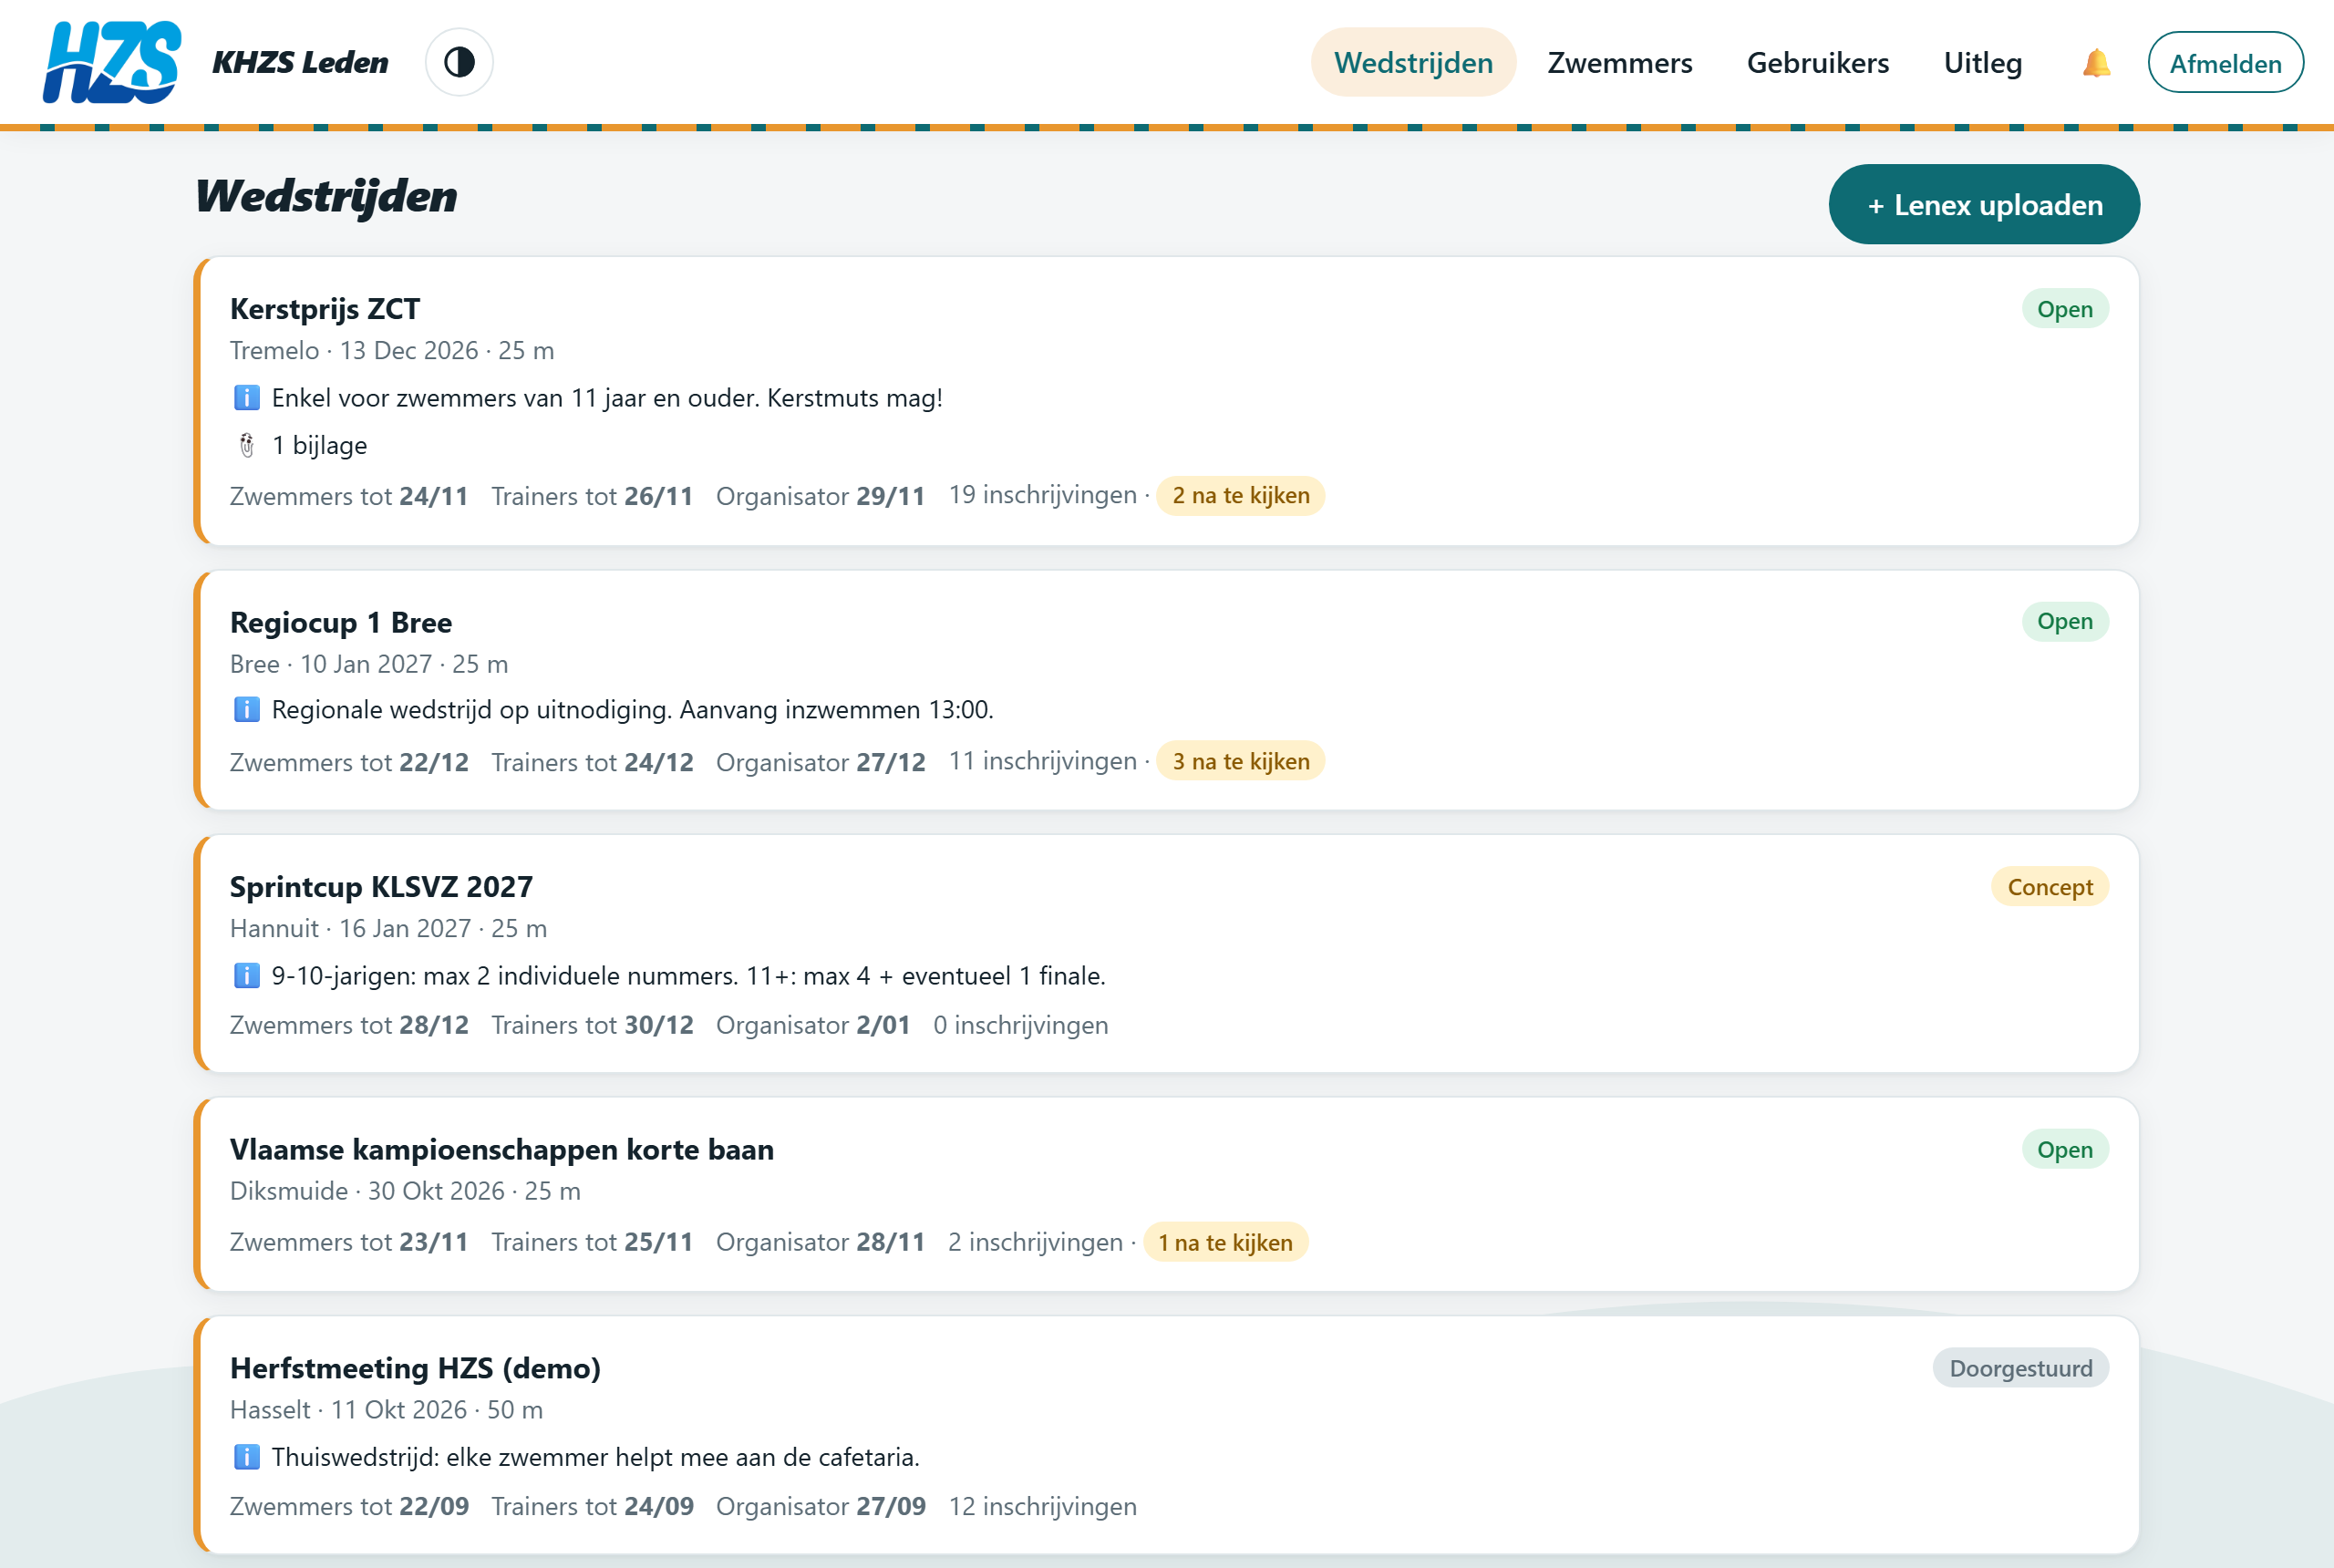 HZS
KHZS Leden
Wedstrijden
Zwemmers
Gebruikers
Uitleg
Afmelden
Wedstrijden
+ Lenex uploaden
Kerstprijs ZCT
Open
Tremelo · 13 Dec 2026 · 25 m
Enkel voor zwemmers van 11 jaar en ouder. Kerstmuts mag!
1 bijlage
Zwemmers tot 24/11 Trainers tot 26/11 Organisator 29/11 19 inschrijvingen · 2 na te kijken
Regiocup 1 Bree
Open
Bree · 10 Jan 2027 · 25 m
Regionale wedstrijd op uitnodiging. Aanvang inzwemmen 13:00.
Zwemmers tot 22/12 Trainers tot 24/12 Organisator 27/12 11 inschrijvingen · 3 na te kijken
Sprintcup KLSVZ 2027
Concept
Hannuit · 16 Jan 2027 · 25 m
9-10-jarigen: max 2 individuele nummers. 11+: max 4 + eventueel 1 finale.
Zwemmers tot 28/12 Trainers tot 30/12 Organisator 2/01 0 inschrijvingen
Vlaamse kampioenschappen korte baan
Open
Diksmuide · 30 Okt 2026 · 25 m
Zwemmers tot 23/11 Trainers tot 25/11 Organisator 28/11 2 inschrijvingen · 1 na te kijken
Herfstmeeting HZS (demo)
Doorgestuurd
Hasselt · 11 Okt 2026 · 50 m
Thuiswedstrijd: elke zwemmer helpt mee aan de cafetaria.
Zwemmers tot 22/09 Trainers tot 24/09 Organisator 27/09 12 inschrijvingen